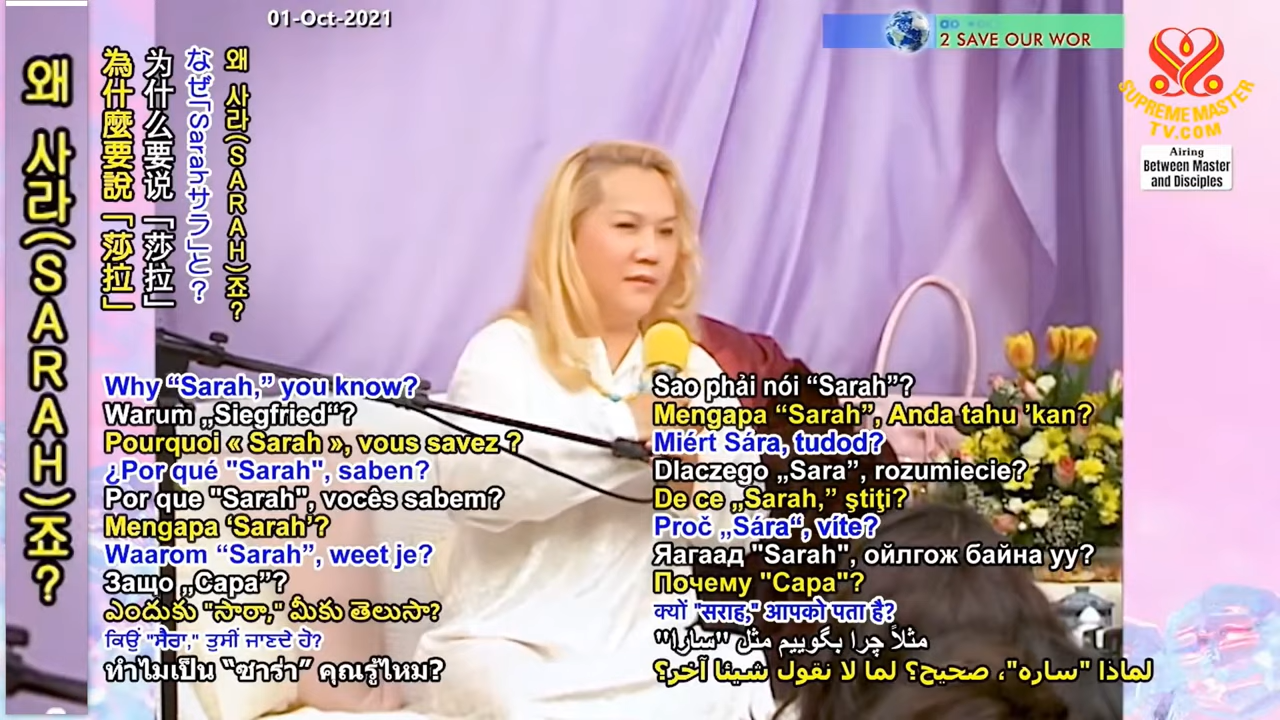 01-Oct-2021
2 SAVE OUR WOR
SUPREME MASTER
TV.COM
Airing
Between Master
and Disciples
왜 사라(SARAH)죠?
為什麼要說「莎拉」
为什么要说「莎拉」
なぜ「Sarahサラ」と?
왜 사라(SARAH)죠?
Why “Sarah,” you know?
Warum „Siegfried“?
Pourquoi « Sarah », vous savez ?
¿Por qué "Sarah", saben?
Por que "Sarah", vocês sabem?
Mengapa ‘Sarah’?
Waarom “Sarah”, weet je?
Защо „Сара”?
ఎందుకు "సారా," మీకు తెలుసా?
ਕਿਉਂ "ਸੈਰਾ," ਤੁਸੀਂ ਜਾਣਦੇ ਹੋ?
ทำไมเป็น “ซาร่า” คุณรู้ไหม?
Sao phải nói “Sarah”?
Mengapa “Sarah”, Anda tahu ’kan?
Miért Sára, tudod?
Dlaczego „Sara”, rozumiecie?
De ce „Sarah,” ştiţi?
Proč „Sára“, víte?
Яагаад "Sarah", ойлгож байна уу?
Почему "Сара"?
क्यों "सराह," आपको पता है?
مثلاً چرا بگوییم مثل "سارا"
لماذا "ساره"، صحيح؟ لما لا نقول شيئا آخر؟